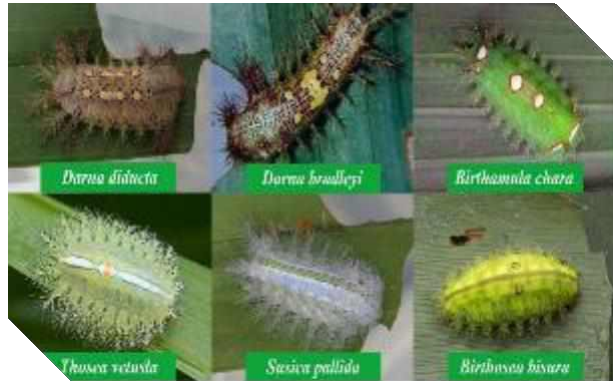 Darna diducta
Darna bradleyi
Birthamula chara
Thosea vetusta
Susica pallida
Birthosea bisura